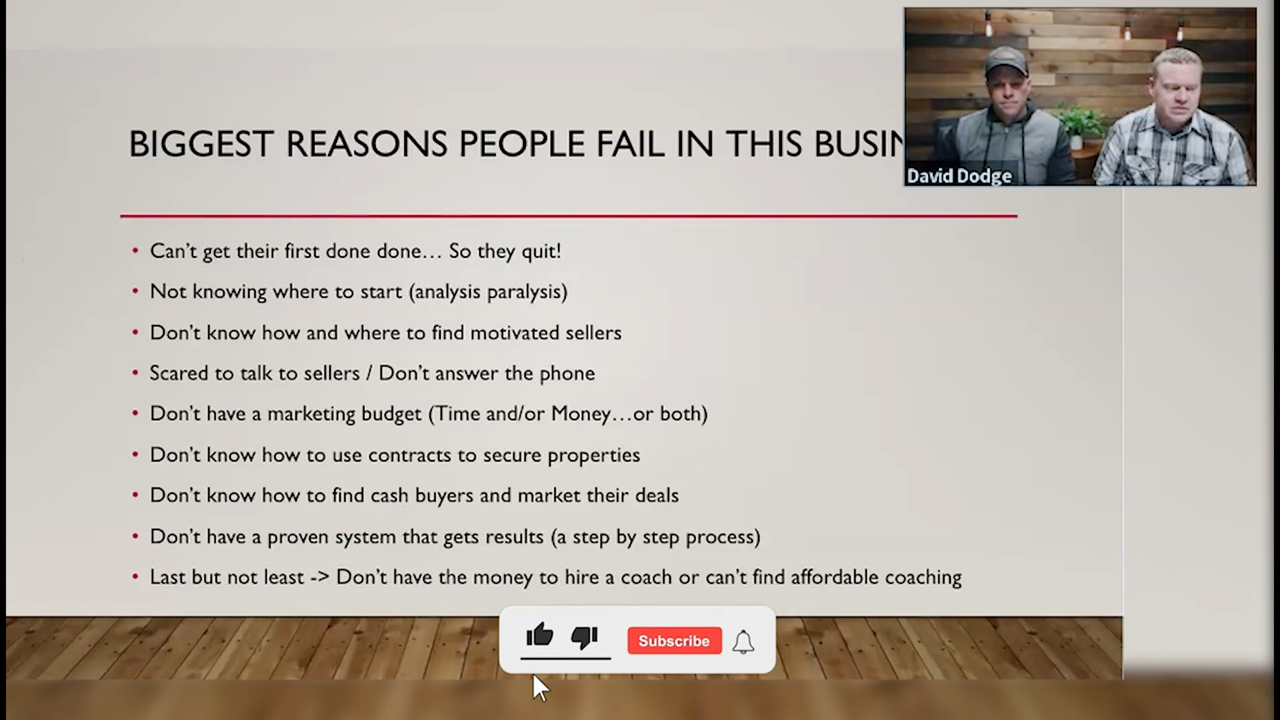 BIGGEST REASONS PEOPLE FAIL IN THIS BUSIN
David Dodge
• Can't get their first done done… So they quit!
• Not knowing where to start (analysis paralysis)
• Don't know how and where to find motivated sellers
• Scared to talk to sellers / Don't answer the phone
• Don't have a marketing budget (Time and/or Money…or both)
• Don't know how to use contracts to secure properties
• Don't know how to find cash buyers and market their deals
• Don't have a proven system that gets results (a step by step process)
• Last but not least -> Don't have the money to hire a coach or can't find affordable coaching
Subscribe